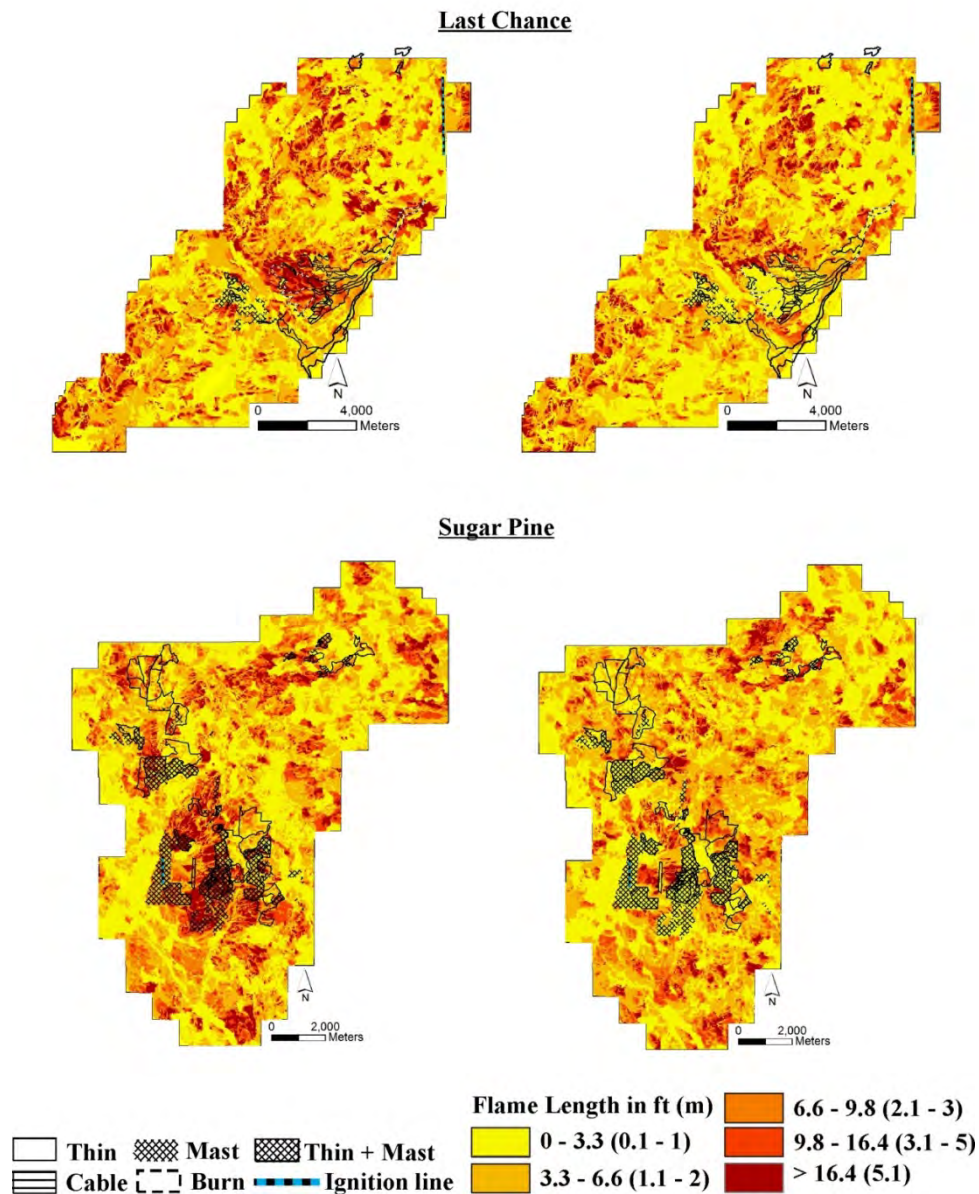 Last Chance
N
0 4,000
Meters
N
0 4,000
Meters
Sugar Pine
N
0 2,000
Meters
N
0 2,000
Meters
Thin Mast Thin + Mast
Cable Burn Ignition line
Flame Length in ft (m)
0 - 3.3 (0.1 - 1)
3.3 - 6.6 (1.1 - 2)
6.6 - 9.8 (2.1 - 3)
9.8 - 16.4 (3.1 - 5)
> 16.4 (5.1)